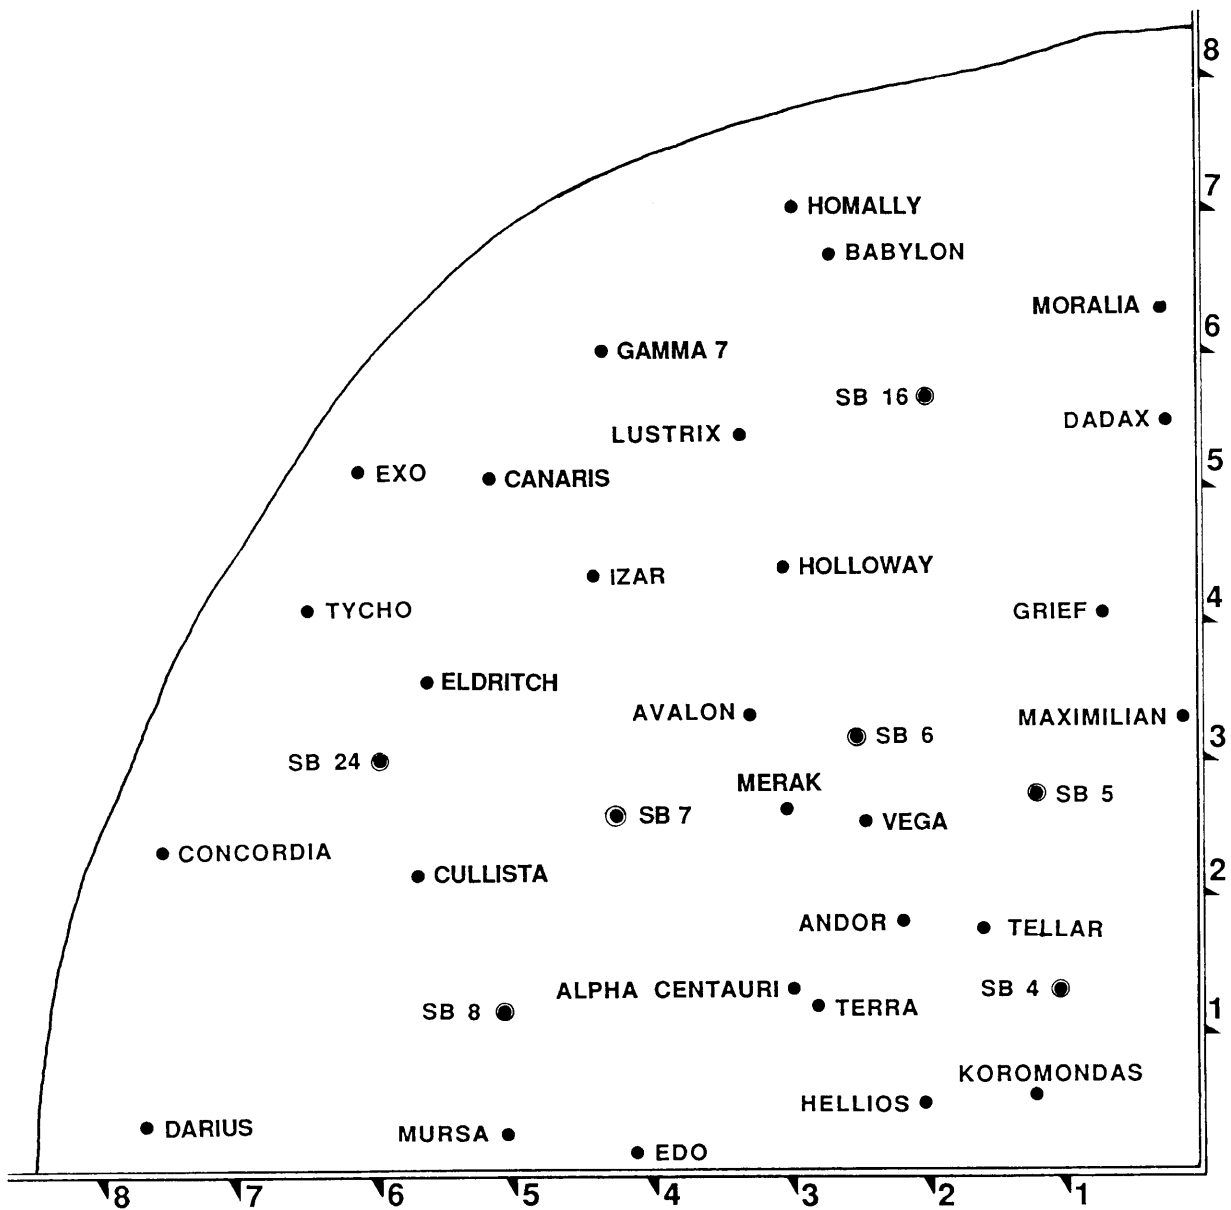 8
7
HOMALLY
BABYLON
MORALIA
6
GAMMA 7
SB 16
DADAX
LUSTRIX
5
EXO
CANARIS
HOLLOWAY
IZAR
4
TYCHO
GRIEF
ELDRITCH
AVALON
MAXIMILIAN
3
SB 6
SB 24
MERAK
SB 5
SB 7
VEGA
CONCORDIA
2
CULLISTA
ANDOR
TELLAR
ALPHA CENTAURI
SB 4
TERRA
1
SB 8
KOROMONDAS
HELLIOS
DARIUS
MURSA
EDO
8 7 6 5 4 3 2 1